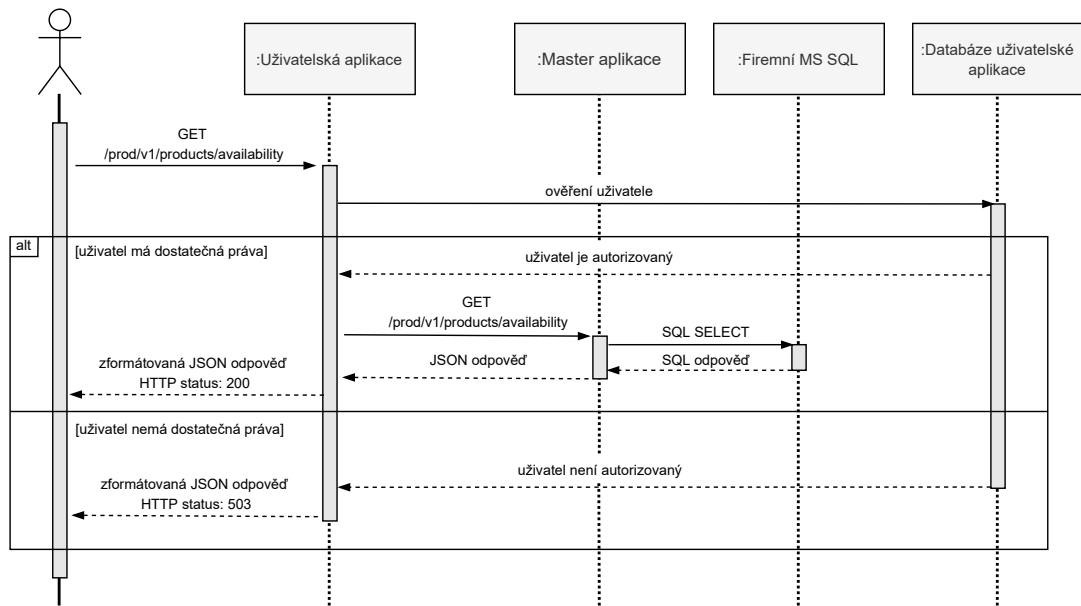 :Uživatelská aplikace
:Master aplikace
:Firemní MS SQL
:Databáze uživatelské
aplikace
GET
/prod/v1/products/availability
ověření uživatele
alt
[uživatel má dostatečná práva]
uživatel je autorizovaný
GET
/prod/v1/products/availability
SQL SELECT
SQL odpověď
JSON odpověď
zformátovaná JSON odpověď
HTTP status: 200
[uživatel nemá dostatečná práva]
uživatel není autorizovaný
zformátovaná JSON odpověď
HTTP status: 503